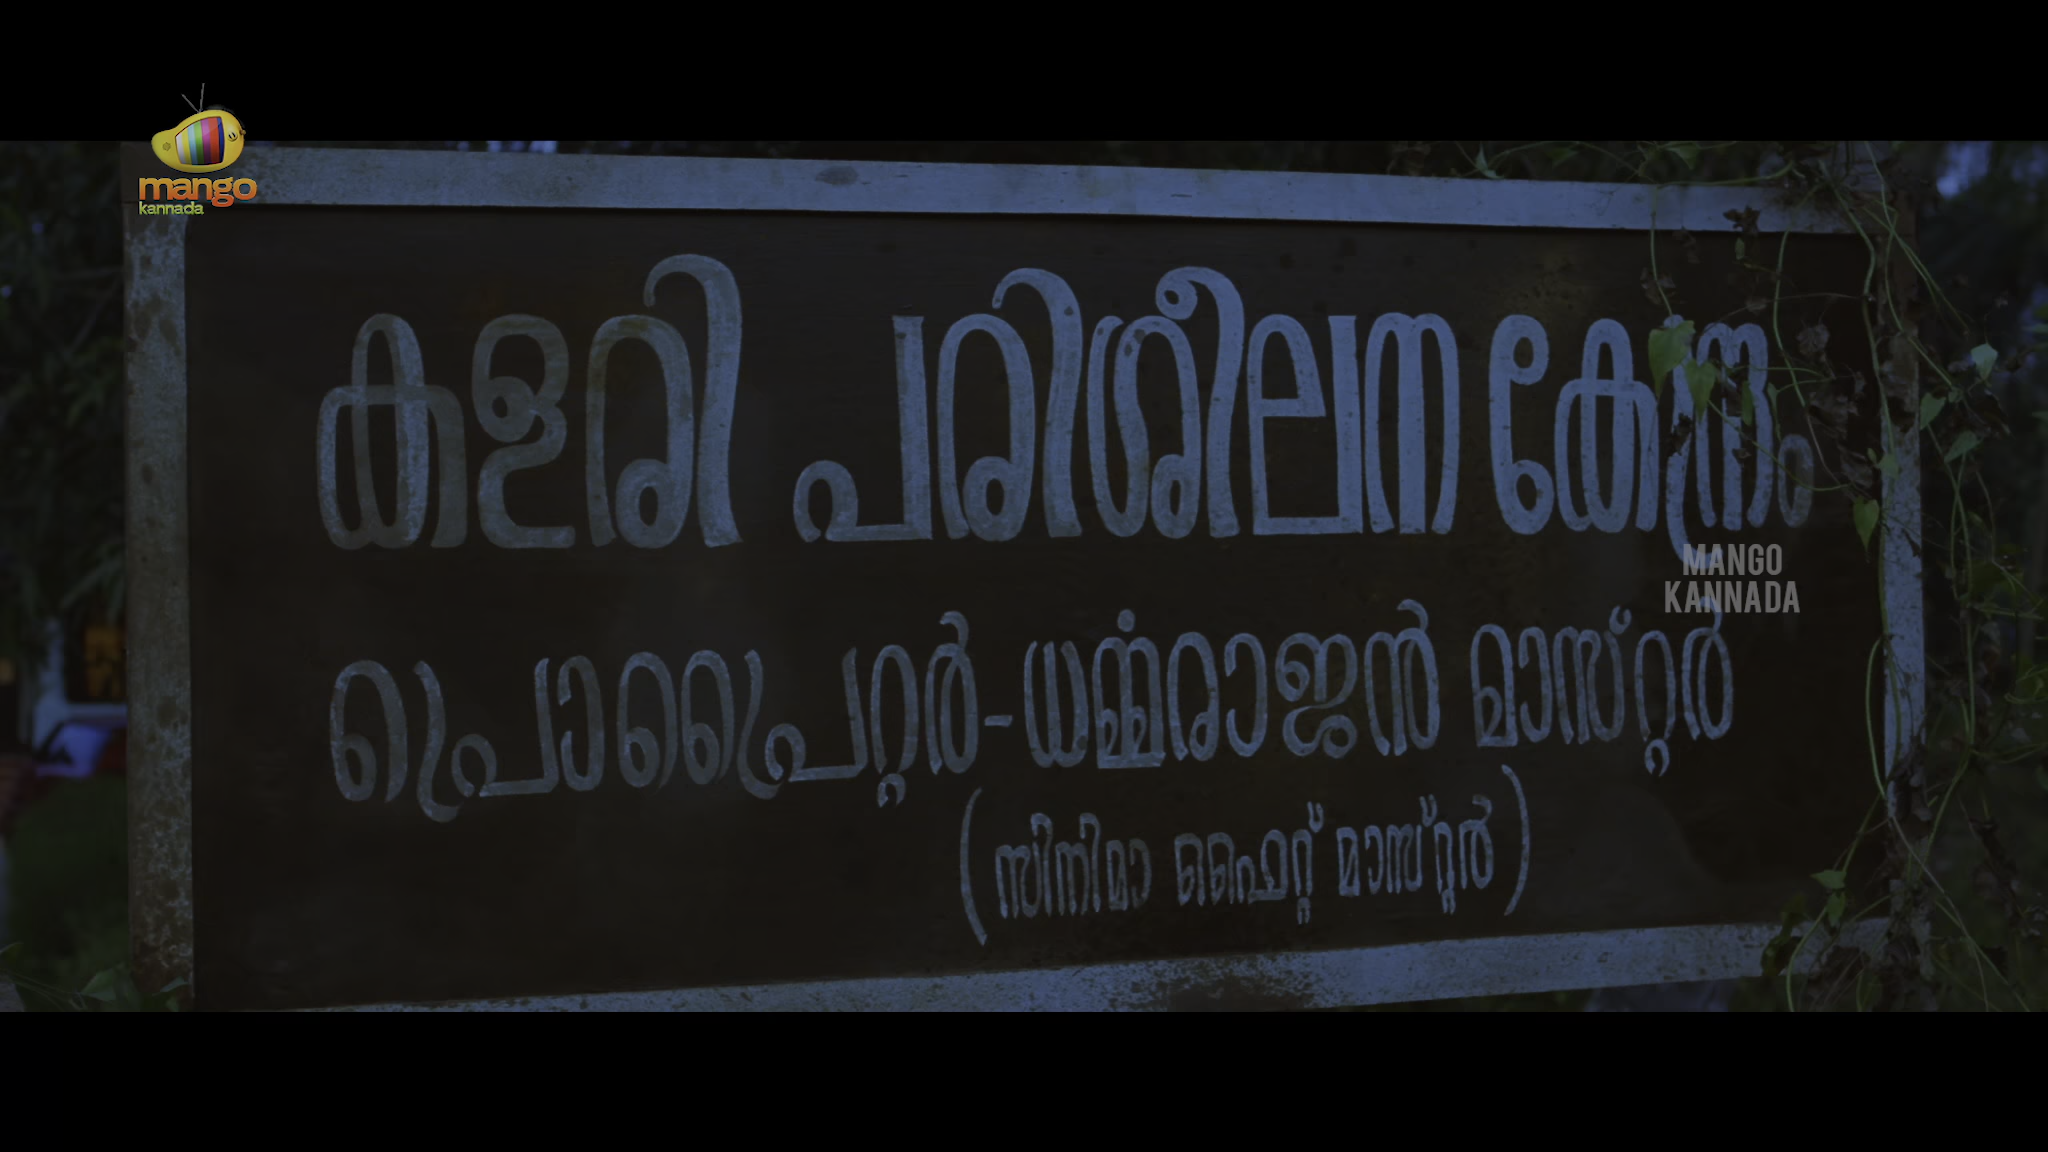 mango
kannada
കളരി പരിശീലന കേന്ദ്രം
MANGO
KANNADA
പ്രൊപ്രൈറ്റർ-ധർമ്മരാജൻ മാസ്റ്റർ
(സിനിമാ ഫൈറ്റ് മാസ്റ്റർ)